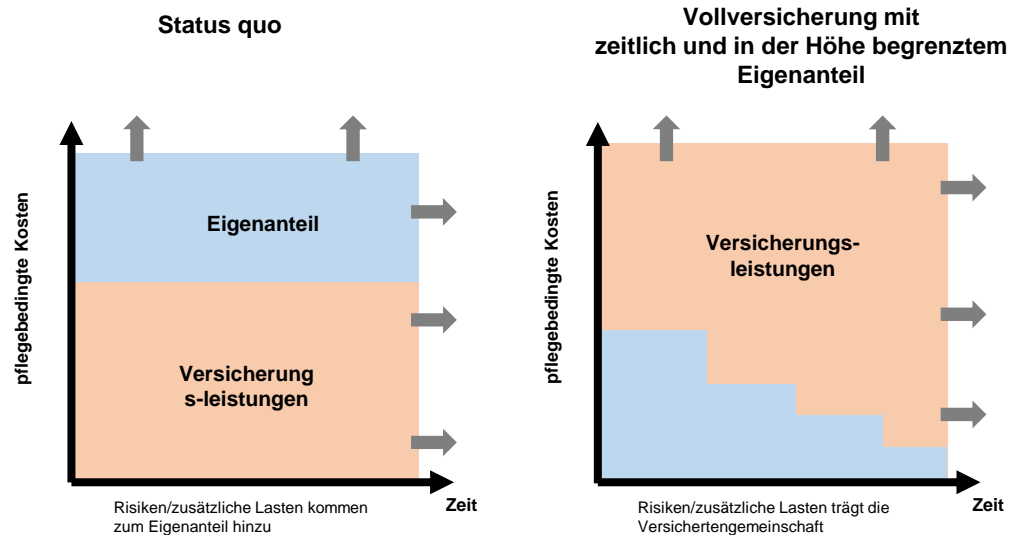 Status quo
pflegebedingte Kosten
Eigenanteil
Versicherung
s-leistungen
Zeit
Risiken/zusätzliche Lasten kommen
zum Eigenanteil hinzu
Vollversicherung mit
zeitlich und in der Höhe begrenztem
Eigenanteil
pflegebedingte Kosten
Versicherungs-
leistungen
Zeit
Risiken/zusätzliche Lasten trägt die
Versichertengemeinschaft